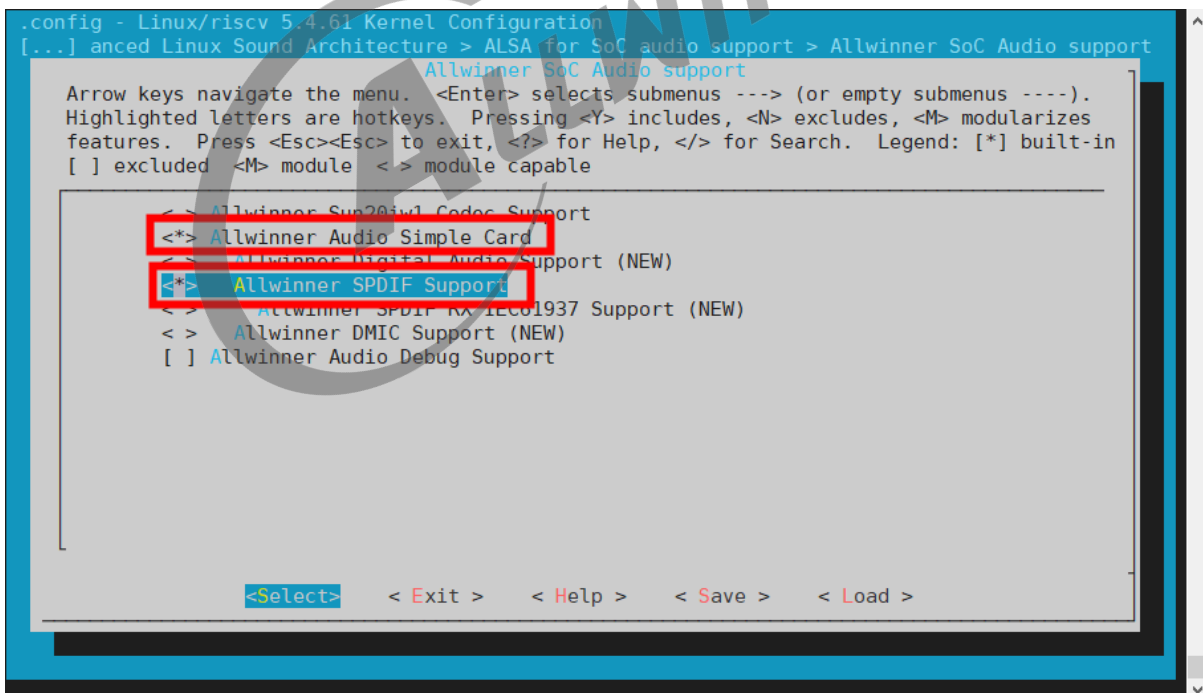 .config - Linux/riscv 5.4.61 Kernel Configuration
[...] anced Linux Sound Architecture > ALSA for SoC audio support > Allwinner SoC Audio support
Allwinner SoC Audio support
Arrow keys navigate the menu. <Enter> selects submenus ---> (or empty submenus ----).
Highlighted letters are hotkeys. Pressing <Y> includes, <N> excludes, <M> modularizes
features. Press <Esc><Esc> to exit, <?> for Help, </> for Search. Legend: [*] built-in
[ ] excluded <M> module < > module capable
< > Allwinner Sun20iw1 Codec Support
<*> Allwinner Audio Simple Card
< > Allwinner Digital Audio Support (NEW)
<*> Allwinner SPDIF Support
< > Allwinner SPDIF RX IEC61937 Support (NEW)
< > Allwinner DMIC Support (NEW)
[ ] Allwinner Audio Debug Support
<Select> < Exit > < Help > < Save > < Load >